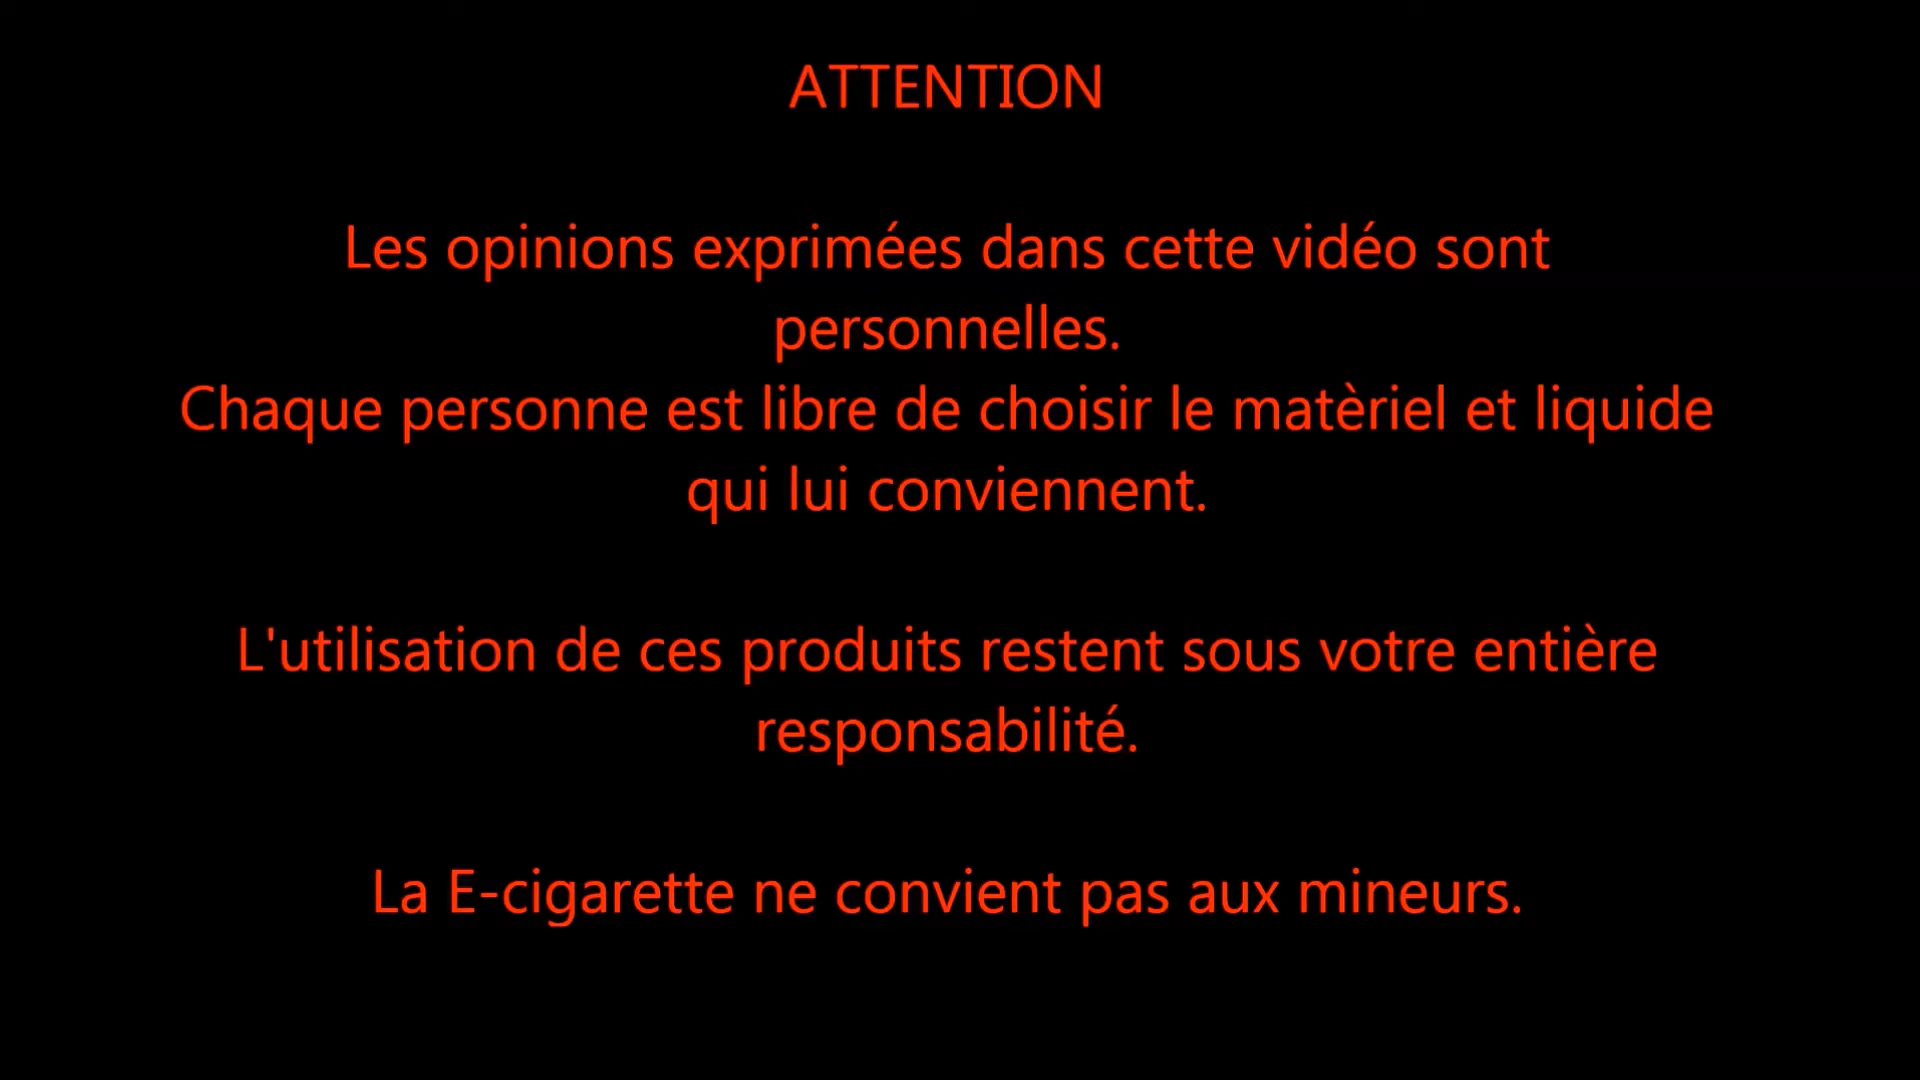 ATTENTION
Les opinions exprimées dans cette vidéo sont
personnelles.
Chaque personne est libre de choisir le matèriel et liquide
qui lui conviennent.
L'utilisation de ces produits restent sous votre entière
responsabilité.
La E-cigarette ne convient pas aux mineurs.